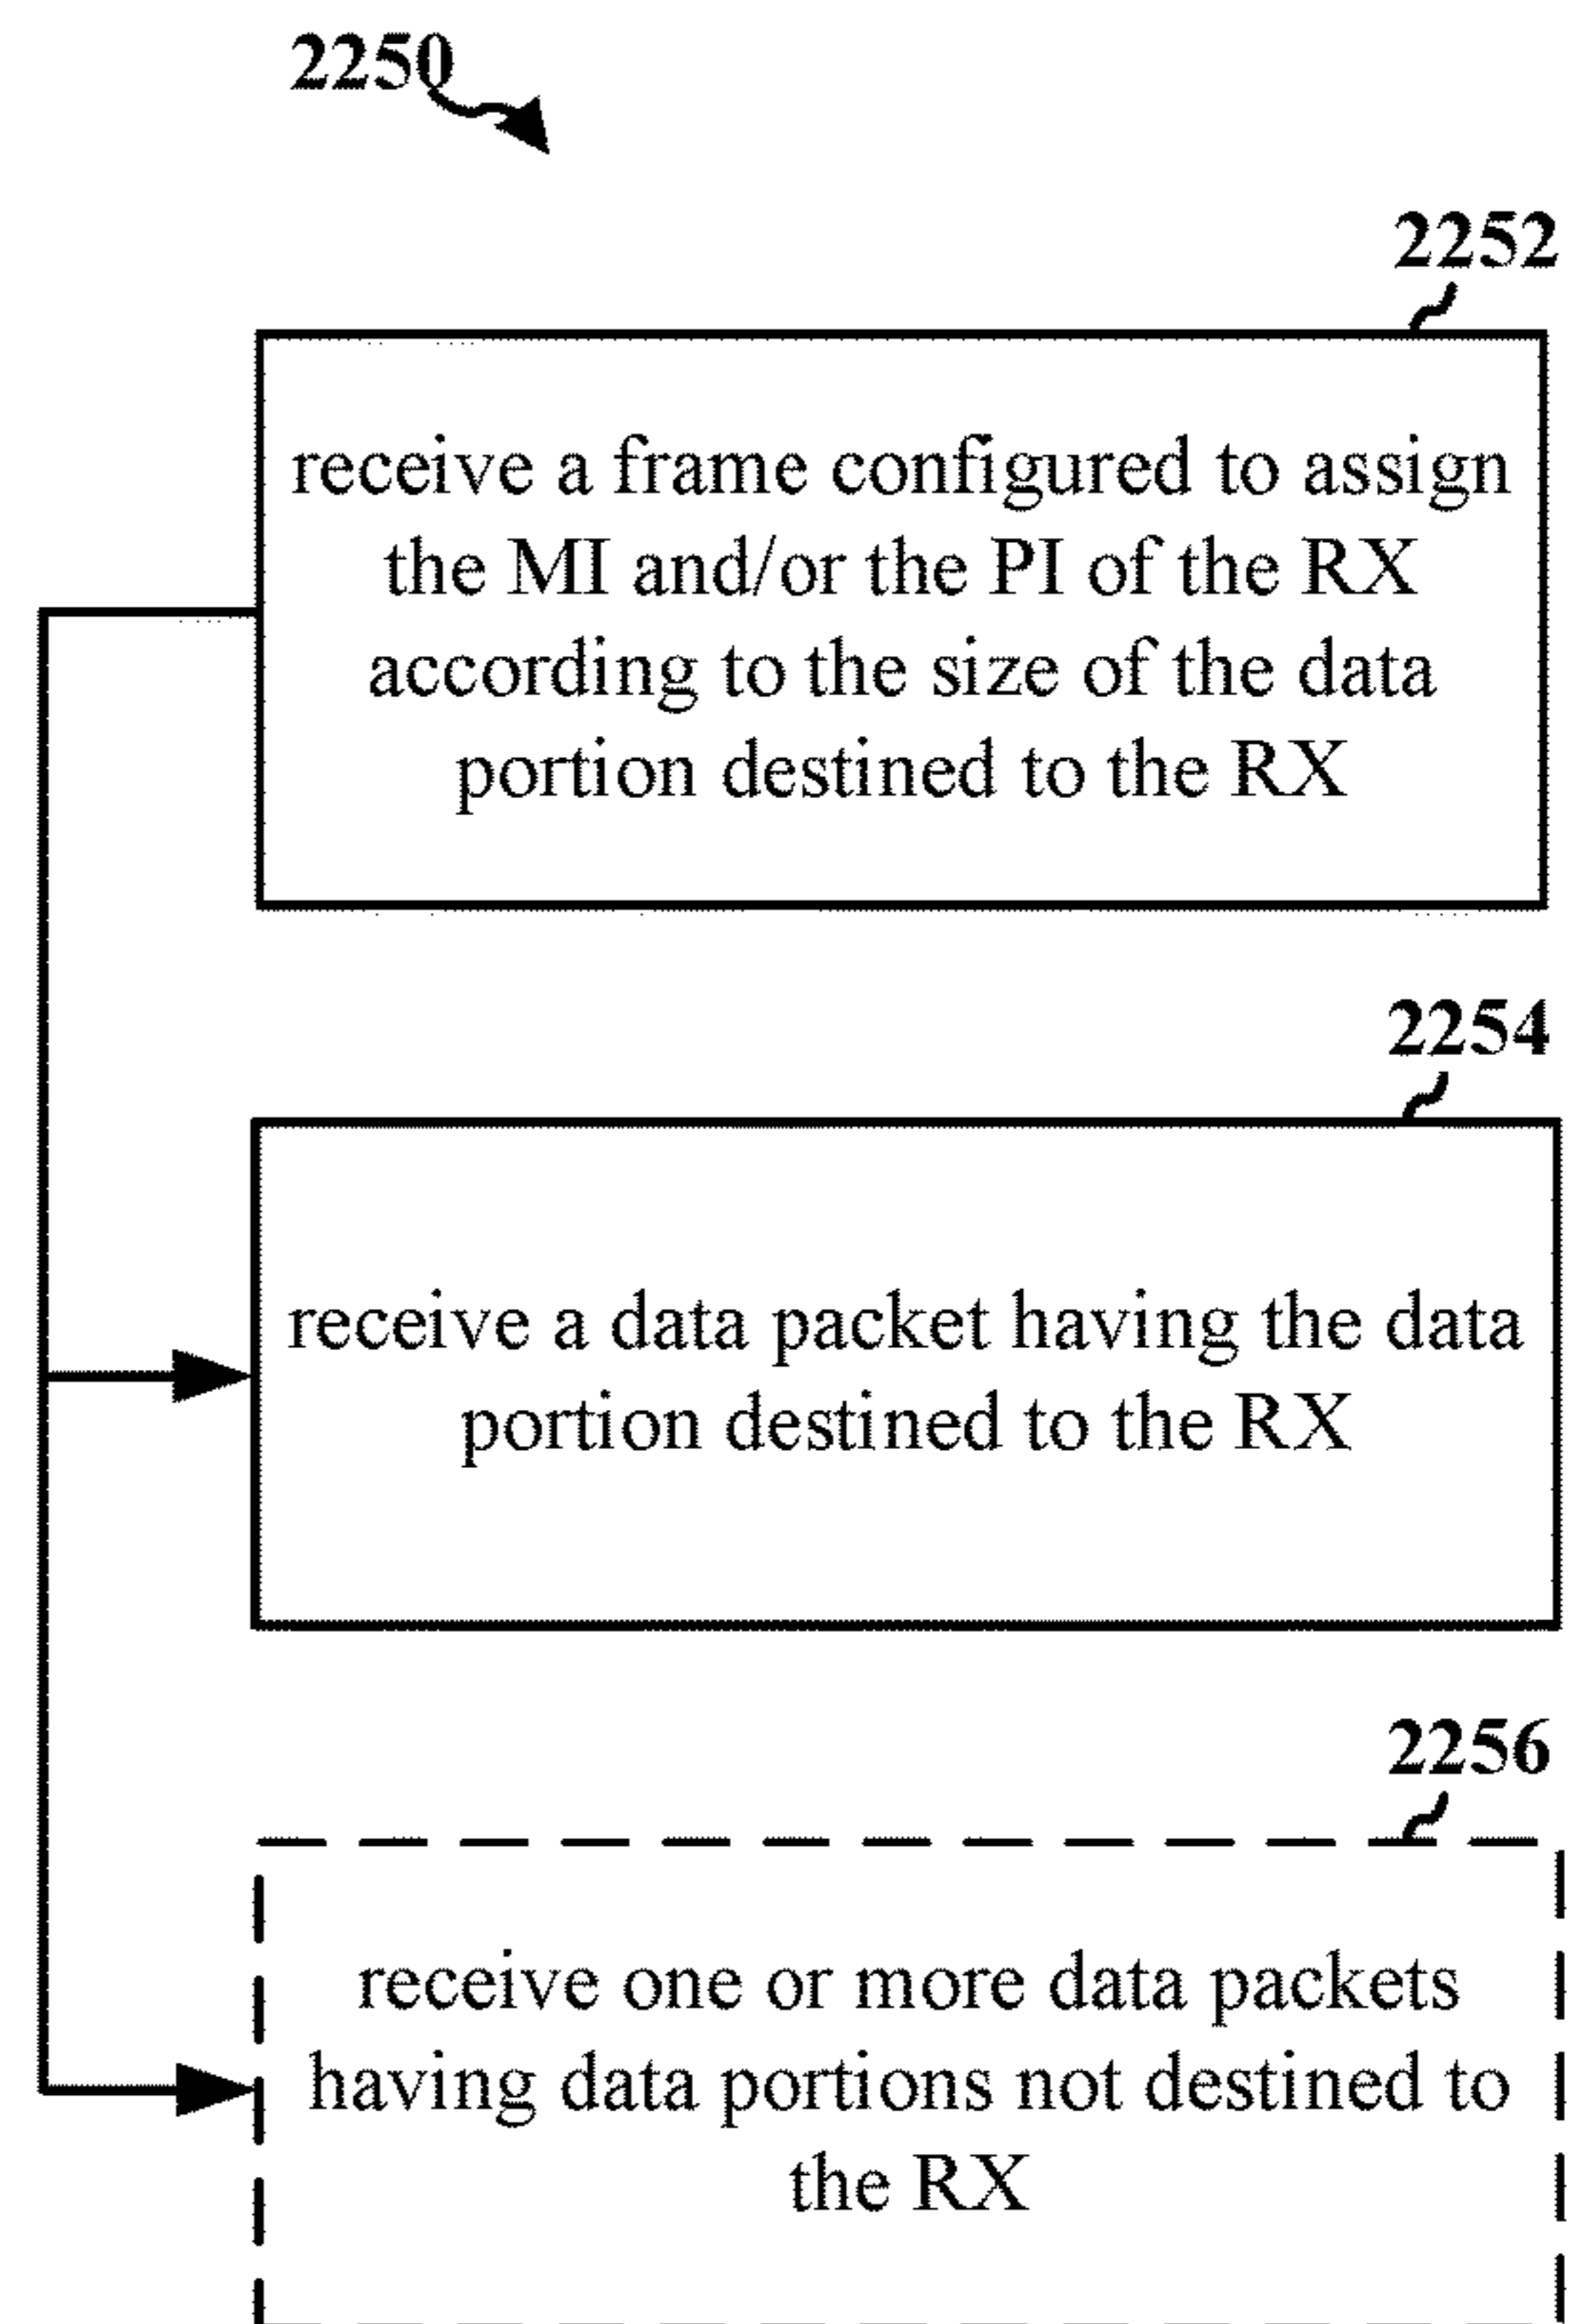 2250
2252
receive a frame configured to assign
the MI and/or the PI of the RX
according to the size of the data
portion destined to the RX
2254
receive a data packet having the data
portion destined to the RX
2256
receive one or more data packets
having data portions not destined to
the RX